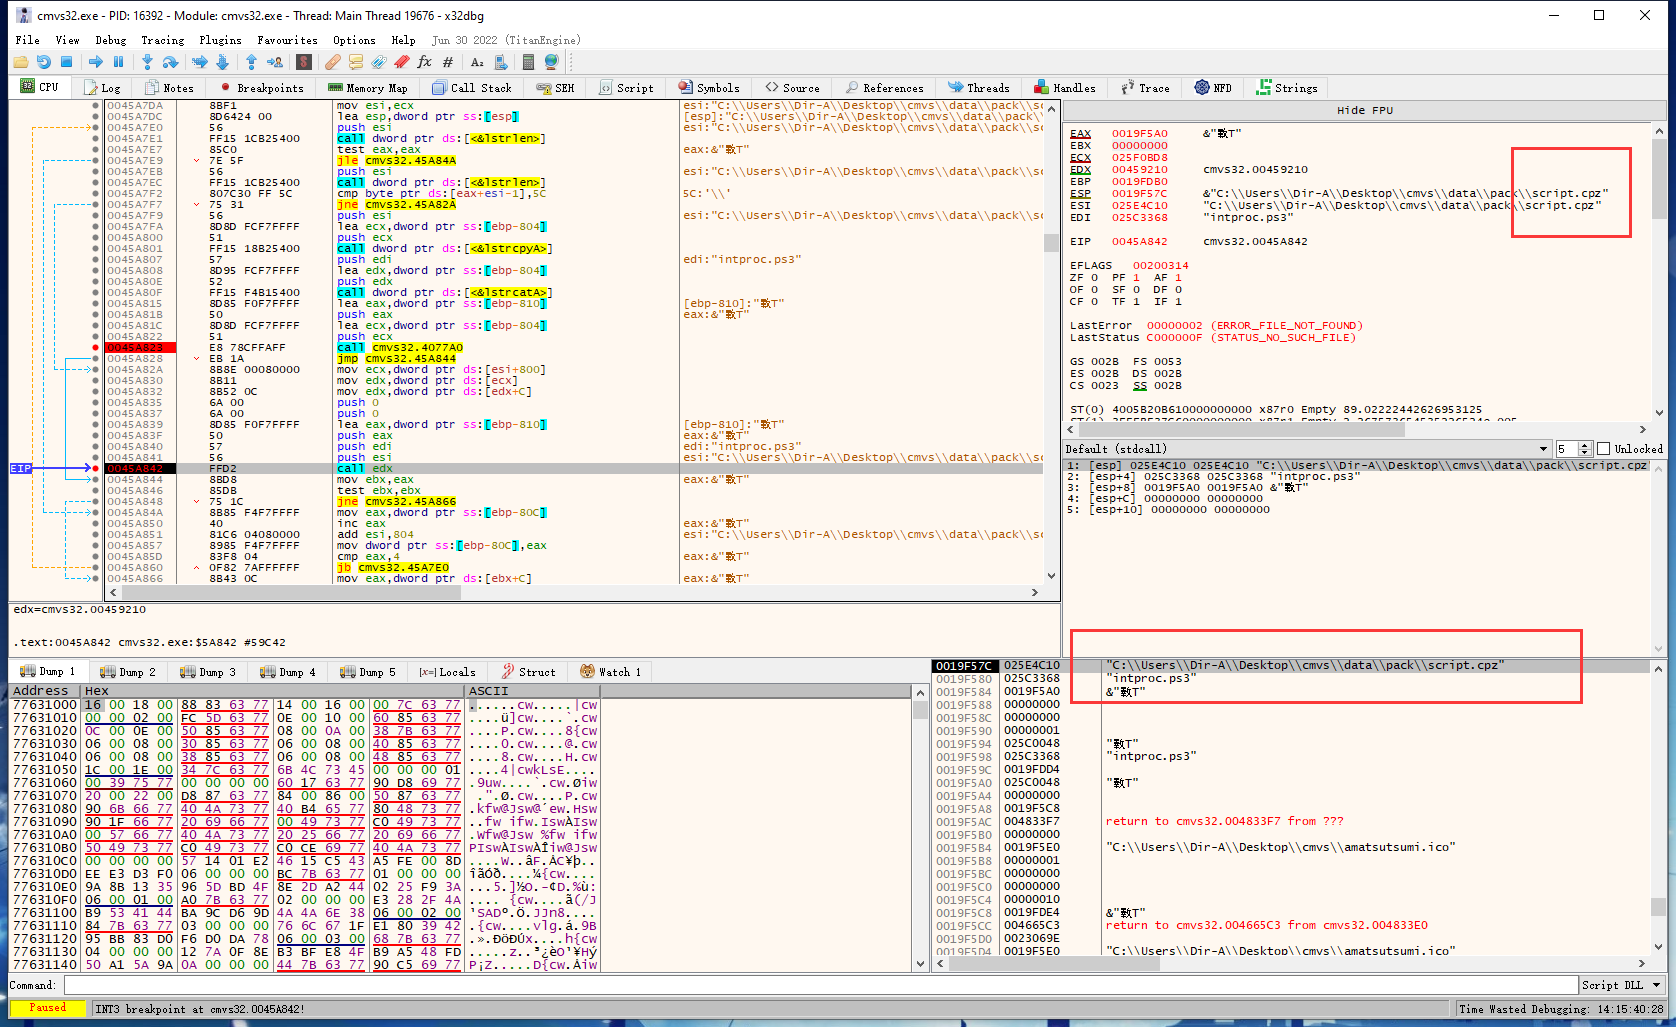 cmvs32.exe - PID: 16392 - Module: cmvs32.exe - Thread: Main Thread 19676 - x32dbg
File View Debug Tracing Plugins Favourites Options Help Jun 30 2022 (TitanEngine)
CPU Log Notes Breakpoints Memory Map Call Stack SEH Script Symbols Source References Threads Handles Trace NFD Strings
0045A7DA 8BF1 mov esi,ecx esi:"C:\\Users\\Dir-A\\Desktop\\cmvs\\data\\pack\\sc
0045A7DC 8D6424 00 lea esp,dword ptr ss:[esp] [esp]:"C:\\Users\\Dir-A\\Desktop\\cmvs\\data\\pack
0045A7E0 56 push esi esi:"C:\\Users\\Dir-A\\Desktop\\cmvs\\data\\pack\\sc
0045A7E1 FF15 1CB25400 call dword ptr ds:[<&lstrlen>]
0045A7E7 85C0 test eax,eax eax:&"斁T"
0045A7E9 7E 5F jle cmvs32.45A84A
0045A7EB 56 push esi esi:"C:\\Users\\Dir-A\\Desktop\\cmvs\\data\\pack\\sc
0045A7EC FF15 1CB25400 call dword ptr ds:[<&lstrlen>]
0045A7F2 807C30 FF 5C cmp byte ptr ds:[eax+esi-1],5C 5C:'\\'
0045A7F7 75 31 jne cmvs32.45A82A
0045A7F9 56 push esi esi:"C:\\Users\\Dir-A\\Desktop\\cmvs\\data\\pack\\sc
0045A7FA 8D8D FCF7FFFF lea ecx,dword ptr ss:[ebp-804]
0045A800 51 push ecx
0045A801 FF15 18B25400 call dword ptr ds:[<&lstrcpyA>]
0045A807 57 push edi edi:"intproc.ps3"
0045A808 8D95 FCF7FFFF lea edx,dword ptr ss:[ebp-804]
0045A80E 52 push edx
0045A80F FF15 F4B15400 call dword ptr ds:[<&lstrcatA>]
0045A815 8D85 F0F7FFFF lea eax,dword ptr ss:[ebp-810] [ebp-810]:"斁T"
0045A81B 50 push eax eax:&"斁T"
0045A81C 8D8D FCF7FFFF lea ecx,dword ptr ss:[ebp-804]
0045A822 51 push ecx
0045A823 E8 78CFFAFF call cmvs32.4077A0
0045A828 EB 1A jmp cmvs32.45A844
0045A82A 8B8E 00080000 mov ecx,dword ptr ds:[esi+800]
0045A830 8B11 mov edx,dword ptr ds:[ecx]
0045A832 8B52 0C mov edx,dword ptr ds:[edx+C]
0045A835 6A 00 push 0
0045A837 6A 00 push 0
0045A839 8D85 F0F7FFFF lea eax,dword ptr ss:[ebp-810] [ebp-810]:"斁T"
0045A83F 50 push eax eax:&"斁T"
0045A840 57 push edi edi:"intproc.ps3"
0045A841 56 push esi esi:"C:\\Users\\Dir-A\\Desktop\\cmvs\\data\\pack\\sc
EIP 0045A842 FFD2 call edx
0045A844 8BD8 mov ebx,eax eax:&"斁T"
0045A846 85DB test ebx,ebx
0045A848 75 1C jne cmvs32.45A866
0045A84A 8B85 F4F7FFFF mov eax,dword ptr ss:[ebp-80C]
0045A850 40 inc eax eax:&"斁T"
0045A851 81C6 04080000 add esi,804 esi:"C:\\Users\\Dir-A\\Desktop\\cmvs\\data\\pack\\sc
0045A857 8985 F4F7FFFF mov dword ptr ss:[ebp-80C],eax
0045A85D 83F8 04 cmp eax,4 eax:&"斁T"
0045A860 0F82 7AFFFFFF jb cmvs32.45A7E0
0045A866 8B43 0C mov eax,dword ptr ds:[ebx+C] eax:&"斁T"
edx=cmvs32.00459210
.text:0045A842 cmvs32.exe:$5A842 #59C42
Hide FPU
EAX 0019F5A0 &"斁T"
EBX 00000000
ECX 025F0BD8
EDX 00459210 cmvs32.00459210
EBP 0019FDB0
ESP 0019F57C &"C:\\Users\\Dir-A\\Desktop\\cmvs\\data\\pack\\script.cpz"
ESI 025E4C10 "C:\\Users\\Dir-A\\Desktop\\cmvs\\data\\pack\\script.cpz"
EDI 025C3368 "intproc.ps3"
EIP 0045A842 cmvs32.0045A842
EFLAGS 00200314
ZF 0 PF 1 AF 1
OF 0 SF 0 DF 0
CF 0 TF 1 IF 1
LastError 00000002 (ERROR_FILE_NOT_FOUND)
LastStatus C000000F (STATUS_NO_SUCH_FILE)
GS 002B FS 0053
ES 002B DS 002B
CS 0023 SS 002B
ST(0) 4005B20B610000000000 x87r0 Empty 89.02222442626953125
Default (stdcall) 5 Unlocked
1: [esp] 025E4C10 025E4C10 "C:\\Users\\Dir-A\\Desktop\\cmvs\\data\\pack\\script.cpz
2: [esp+4] 025C3368 025C3368 "intproc.ps3"
3: [esp+8] 0019F5A0 0019F5A0 &"斁T"
4: [esp+C] 00000000 00000000
5: [esp+10] 00000000 00000000
Dump 1 Dump 2 Dump 3 Dump 4 Dump 5 [x=] Locals Struct Watch 1
Address Hex ASCII
77631000 16 00 18 00 88 83 63 77 14 00 16 00 00 7C 63 77 ......cw.....|cw
77631010 00 00 02 00 FC 5D 63 77 0E 00 10 00 60 85 63 77 ....ü]cw....`.cw
77631020 0C 00 0E 00 50 85 63 77 08 00 0A 00 38 7B 63 77 ....P.cw....8{cw
77631030 06 00 08 00 30 85 63 77 06 00 08 00 40 85 63 77 ....0.cw....@.cw
77631040 06 00 08 00 38 85 63 77 06 00 08 00 48 85 63 77 ....8.cw....H.cw
77631050 1C 00 1E 00 34 7C 63 77 6B 4C 73 45 00 00 00 01 ....4|cwkLsE....
77631060 00 39 75 77 00 00 00 00 60 17 63 77 90 D8 69 77 .9uw....`.cw.Øiw
77631070 20 00 22 00 D8 87 63 77 84 00 86 00 50 87 63 77 .".Ø.cw....P.cw
77631080 90 6B 66 77 40 4A 73 77 40 B4 65 77 80 48 73 77 .kfw@Jsw@´ew.Hsw
77631090 90 1F 66 77 20 69 66 77 00 49 73 77 C0 49 73 77 ..fw ifw.IswÀIsw
776310A0 00 57 66 77 40 4A 73 77 20 25 66 77 20 69 66 77 .Wfw@Jsw %fw ifw
776310B0 50 49 73 77 C0 49 73 77 C0 CE 69 77 40 4A 73 77 PIswÀIswÀÎiw@Jsw
776310C0 00 00 00 00 57 14 01 E2 46 15 C5 43 A5 FE 00 8D ....W..âF.ÅC¥þ..
776310D0 EE E3 D3 F0 06 00 00 00 BC 7B 63 77 01 00 00 00 îãÓð....¼{cw....
776310E0 9A 8B 13 35 96 5D BD 4F 8E 2D A2 44 02 25 F9 3A ...5.]½O.-¢D.%ù:
776310F0 06 00 01 00 A0 7B 63 77 02 00 00 00 E3 28 2F 4A .... {cw....ã(/J
77631100 B9 53 41 44 BA 9C D6 9D 4A 4A 6E 38 06 00 02 00 ¹SADº.Ö.JJn8....
77631110 84 7B 63 77 03 00 00 00 76 6C 67 1F E1 80 39 42 .{cw....vlg.á.9B
77631120 95 BB 83 D0 F6 D0 DA 78 06 00 03 00 68 7B 63 77 .».ÐöÐÚx....h{cw
77631130 04 00 00 00 12 7A 0F 8E B3 BF E8 4F B9 A5 48 FD .....z..³¿èO¹¥Hý
77631140 50 A1 5A 9A 0A 00 00 00 44 7B 63 77 90 C5 69 77 P¡Z.....D{cw.Åiw
0019F57C 025E4C10 "C:\\Users\\Dir-A\\Desktop\\cmvs\\data\\pack\\script.cpz"
0019F580 025C3368 "intproc.ps3"
0019F584 0019F5A0 &"斁T"
0019F588 00000000
0019F58C 00000000
0019F590 00000001
0019F594 025C0048 "斁T"
0019F598 025C3368 "intproc.ps3"
0019F59C 0019FDD4
0019F5A0 025C0048 "斁T"
0019F5A4 00000000
0019F5A8 0019F5C8
0019F5AC 004833F7 return to cmvs32.004833F7 from ???
0019F5B0 00000000
0019F5B4 0019F5E0 "C:\\Users\\Dir-A\\Desktop\\cmvs\\amatsutsumi.ico"
0019F5B8 00000001
0019F5BC 00000000
0019F5C0 00000000
0019F5C4 00000010
0019F5C8 0019FDE4 &"斁T"
0019F5CC 004665C3 return to cmvs32.004665C3 from cmvs32.004833E0
0019F5D0 0023069E
0019F5D4 0019F5E0 "C:\\Users\\Dir-A\\Desktop\\cmvs\\amatsutsumi.ico"
Command: Script DLL
Paused INT3 breakpoint at cmvs32.0045A842! Time Wasted Debugging: 14:15:40:28